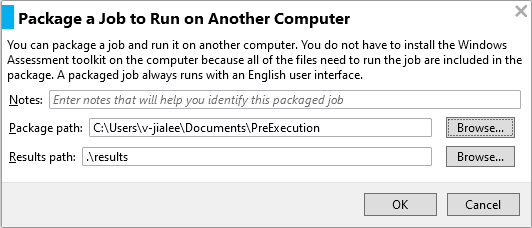 Package a Job to Run on Another Computer
You can package a job and run it on another computer. You do not have to install the Windows
Assessment toolkit on the computer because all of the files need to run the job are included in the
package. A packaged job always runs with an English user interface.
Notes: Enter notes that will help you identify this packaged job
Package path: C:\Users\v-jialee\Documents\PreExecution Browse...
Results path: .\results Browse...
OK Cancel